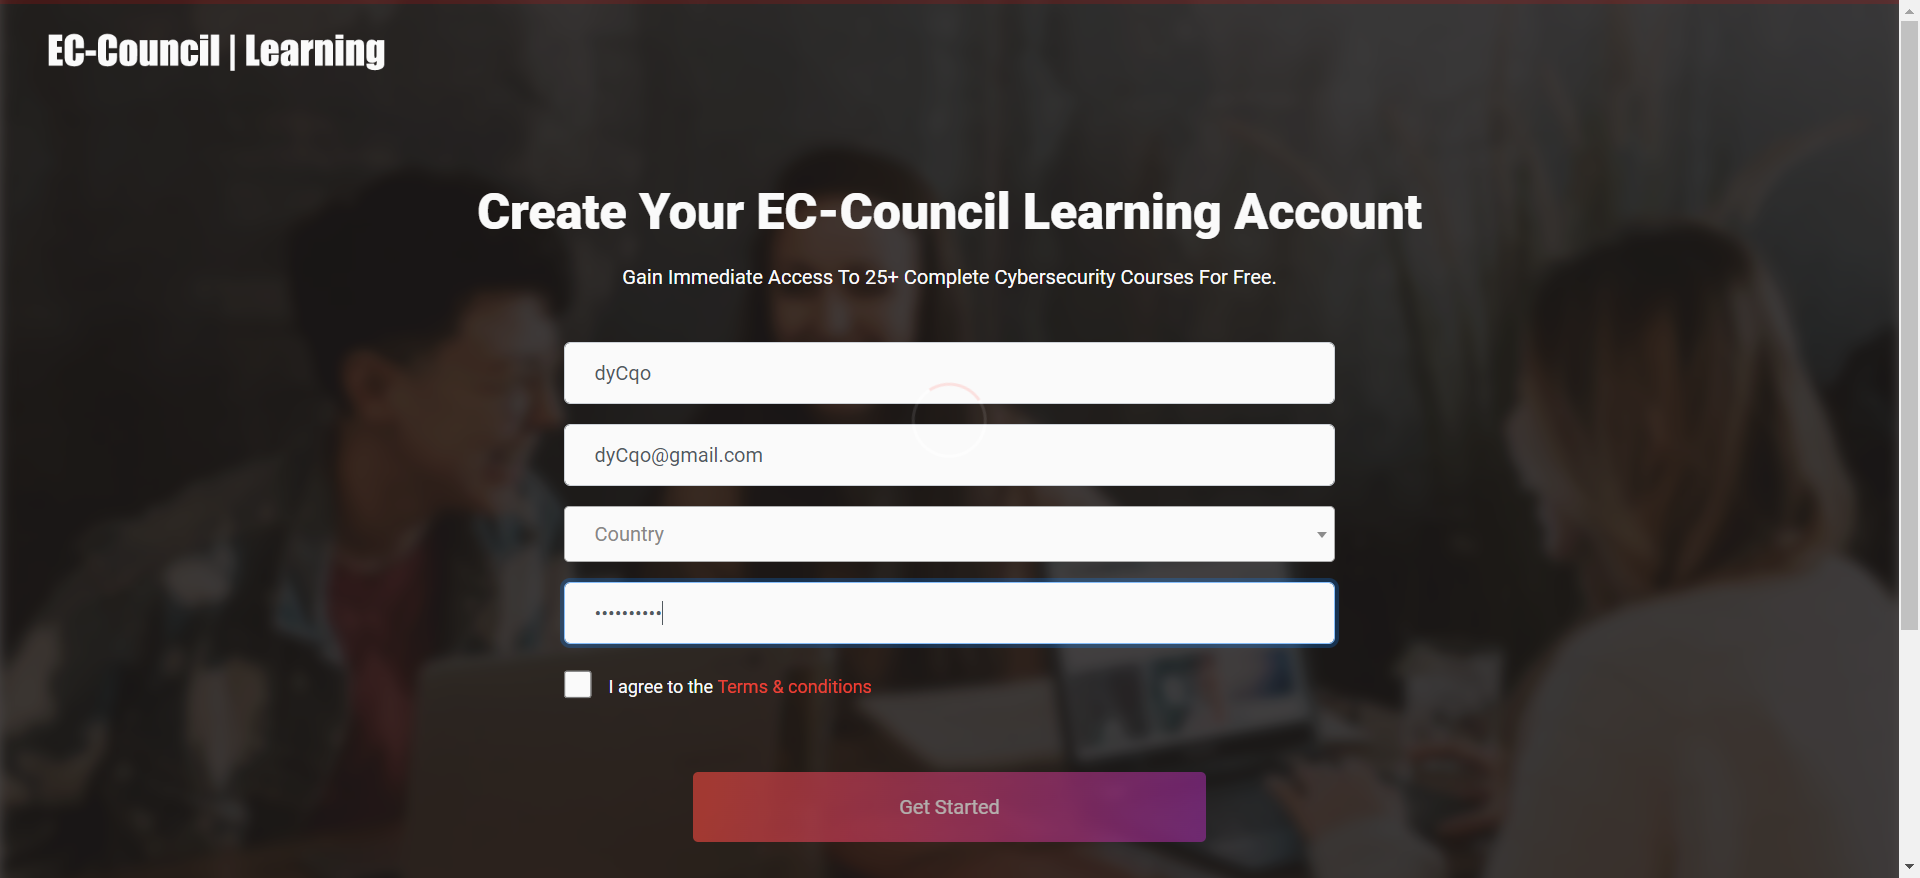 EC-Council | Learning
Create Your EC-Council Learning Account
Gain Immediate Access To 25+ Complete Cybersecurity Courses For Free.
dyCqo
dyCqo@gmail.com
Country
••••••••••
I agree to the Terms & conditions
Get Started